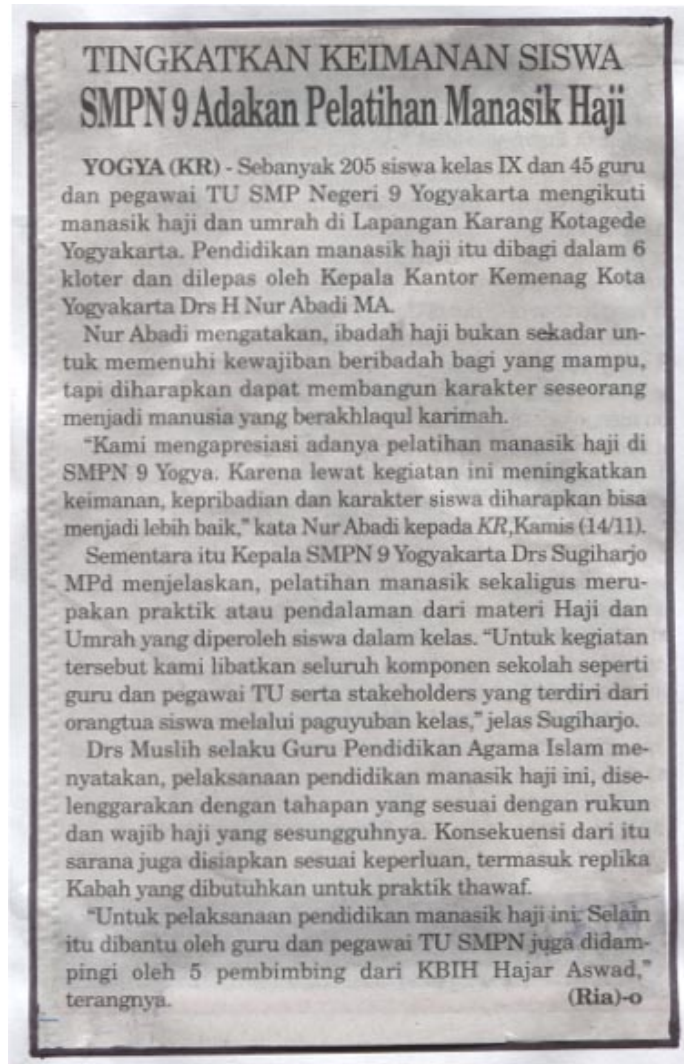 TINGKATKAN KEIMANAN SISWA
SMPN 9 Adakan Pelatihan Manasik Haji
YOGYA (KR) - Sebanyak 205 siswa kelas IX dan 45 guru
dan pegawai TU SMP Negeri 9 Yogyakarta mengikuti
manasik haji dan umrah di Lapangan Karang Kotagede
Yogyakarta. Pendidikan manasik haji itu dibagi dalam 6
kloter dan dilepas oleh Kepala Kantor Kemenag Kota
Yogyakarta Drs H Nur Abadi MA.
Nur Abadi mengatakan, ibadah haji bukan sekadar un-
tuk memenuhi kewajiban beribadah bagi yang mampu,
tapi diharapkan dapat membangun karakter seseorang
menjadi manusia yang berakhlaqul karimah.
"Kami mengapresiasi adanya pelatihan manasik haji di
SMPN 9 Yogya. Karena lewat kegiatan ini meningkatkan
keimanan, kepribadian dan karakter siswa diharapkan bisa
menjadi lebih baik," kata Nur Abadi kepada KR,Kamis (14/11).
Sementara itu Kepala SMPN 9 Yogyakarta Drs Sugiharjo
MPd menjelaskan, pelatihan manasik sekaligus meru-
pakan praktik atau pendalaman dari materi Haji dan
Umrah yang diperoleh siswa dalam kelas. "Untuk kegiatan
tersebut kami libatkan seluruh komponen sekolah seperti
guru dan pegawai TU serta stakeholders yang terdiri dari
orangtua siswa melalui paguyuban kelas," jelas Sugiharjo.
Drs Muslih selaku Guru Pendidikan Agama Islam me-
nyatakan, pelaksanaan pendidikan manasik haji ini, dise-
lenggarakan dengan tahapan yang sesuai dengan rukun
dan wajib haji yang sesungguhnya. Konsekuensi dari itu
sarana juga disiapkan sesuai keperluan, termasuk replika
Kabah yang dibutuhkan untuk praktik thawaf.
"Untuk pelaksanaan pendidikan manasik haji ini. Selain
itu dibantu oleh guru dan pegawai TU SMPN juga didam-
pingi oleh 5 pembimbing dari KBIH Hajar Aswad,"
terangnya. (Ria)-o